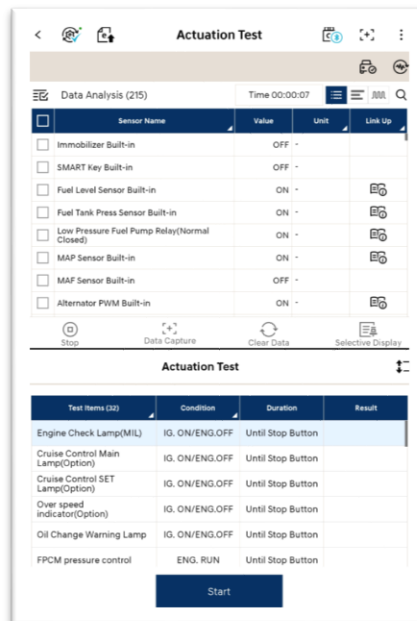 Actuation Test
Data Analysis (215)
Time 00:00:07
Sensor Name Value Unit Link Up
Immobilizer Built-in OFF -
SMART Key Built-in OFF -
Fuel Level Sensor Built-in ON -
Fuel Tank Press Sensor Built-in ON -
Low Pressure Fuel Pump Relay(Normal
Closed) ON -
MAP Sensor Built-in ON -
MAF Sensor Built-in OFF -
Alternator PWM Built-in ON -
Stop Data Capture Clear Data Selective Display
Actuation Test
Test Items (32) Condition Duration Result
Engine Check Lamp(MIL) IG. ON/ENG.OFF Until Stop Button
Cruise Control Main
Lamp(Option) IG. ON/ENG.OFF Until Stop Button
Cruise Control SET
Lamp(Option) IG. ON/ENG.OFF Until Stop Button
Over speed
indicator(Option) IG. ON/ENG.OFF Until Stop Button
Oil Change Warning Lamp IG. ON/ENG.OFF Until Stop Button
FPCM pressure control ENG. RUN Until Stop Button
Start